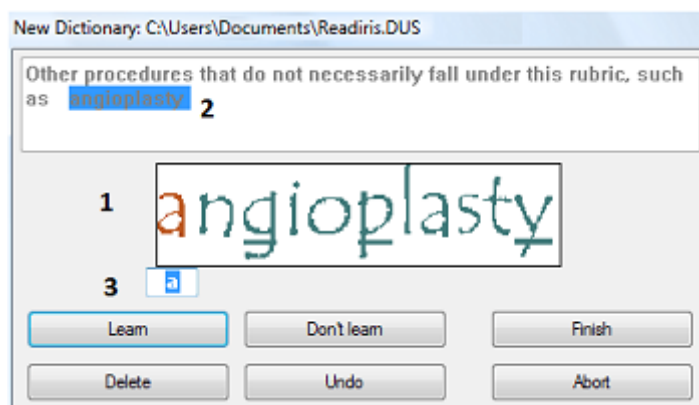 New Dictionary: C:\Users\Documents\Readiris.DUS
Other procedures that do not necessarily fall under this rubric, such
as angioplasty 2
1 angioplasty
3 a
Learn Don't learn Finish
Delete Undo Abort